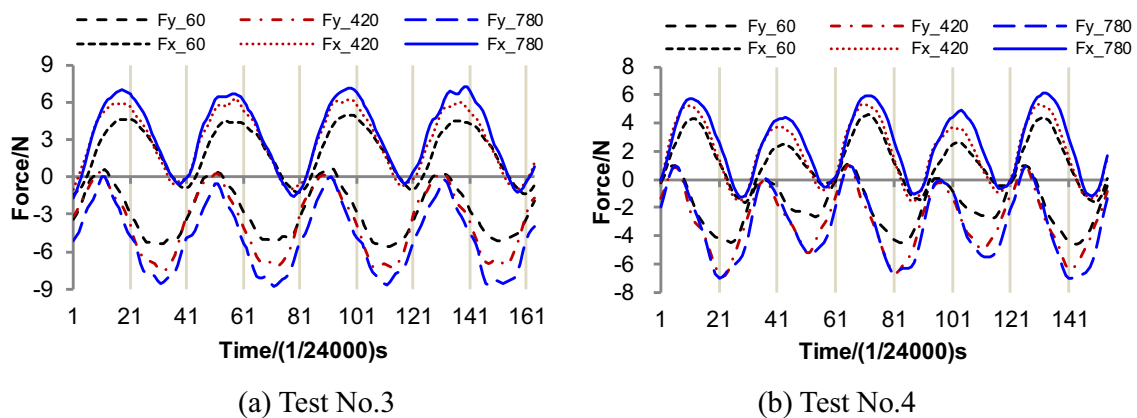 Fy_60 Fy_420 Fy_780
Fx_60 Fx_420 Fx_780
9
6
3
0
-3
-6
-9
Force/N
1 21 41 61 81 101 121 141 161
Time/(1/24000)s
(a) Test No.3
Fy_60 Fy_420 Fy_780
Fx_60 Fx_420 Fx_780
8
6
4
2
0
-2
-4
-6
-8
Force/N
1 21 41 61 81 101 121 141
Time/(1/24000)s
(b) Test No.4